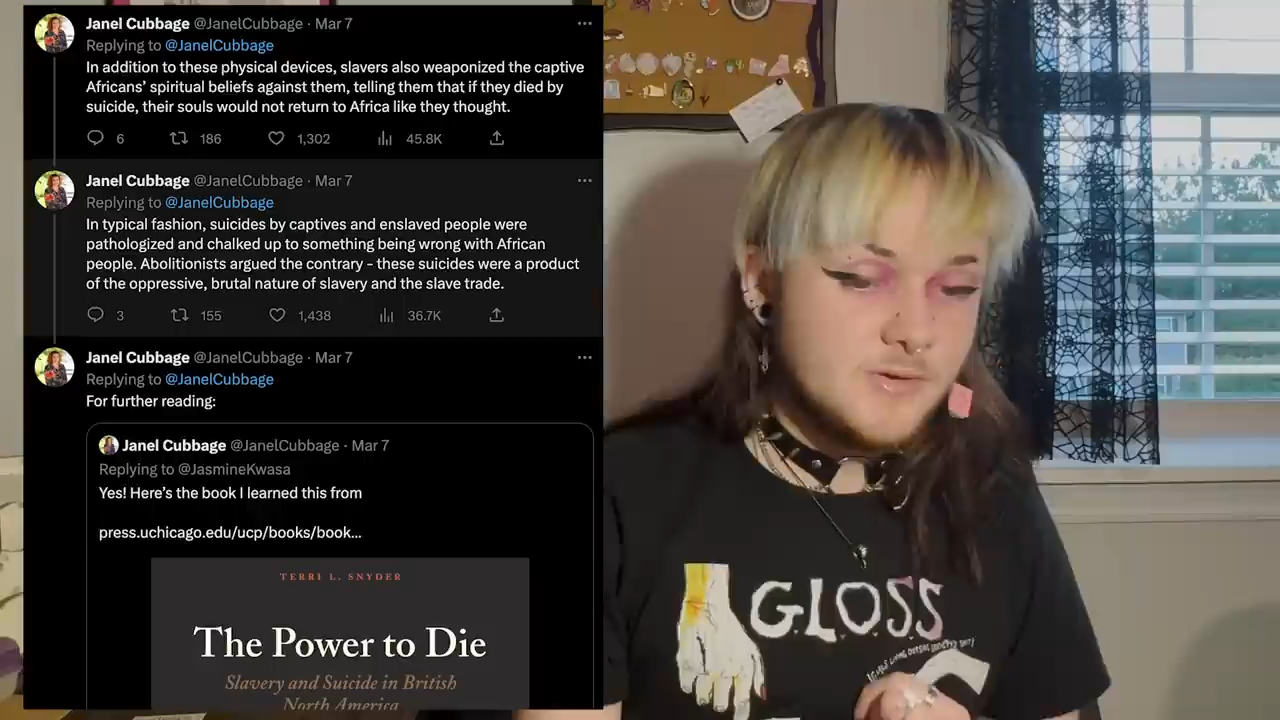 Janel Cubbage @JanelCubbage · Mar 7
Replying to @JanelCubbage
In addition to these physical devices, slavers also weaponized the captive
Africans' spiritual beliefs against them, telling them that if they died by
suicide, their souls would not return to Africa like they thought.
6 186 1,302 45.8K
Janel Cubbage @JanelCubbage · Mar 7
Replying to @JanelCubbage
In typical fashion, suicides by captives and enslaved people were
pathologized and chalked up to something being wrong with African
people. Abolitionists argued the contrary - these suicides were a product
of the oppressive, brutal nature of slavery and the slave trade.
3 155 1,438 36.7K
Janel Cubbage @JanelCubbage · Mar 7
Replying to @JanelCubbage
For further reading:
Janel Cubbage @JanelCubbage · Mar 7
Replying to @JasmineKwasa
Yes! Here's the book I learned this from
press.uchicago.edu/ucp/books/book...
TERRI L. SNYDER
The Power to Die
Slavery and Suicide in British
North America
G.L.O.S.S.